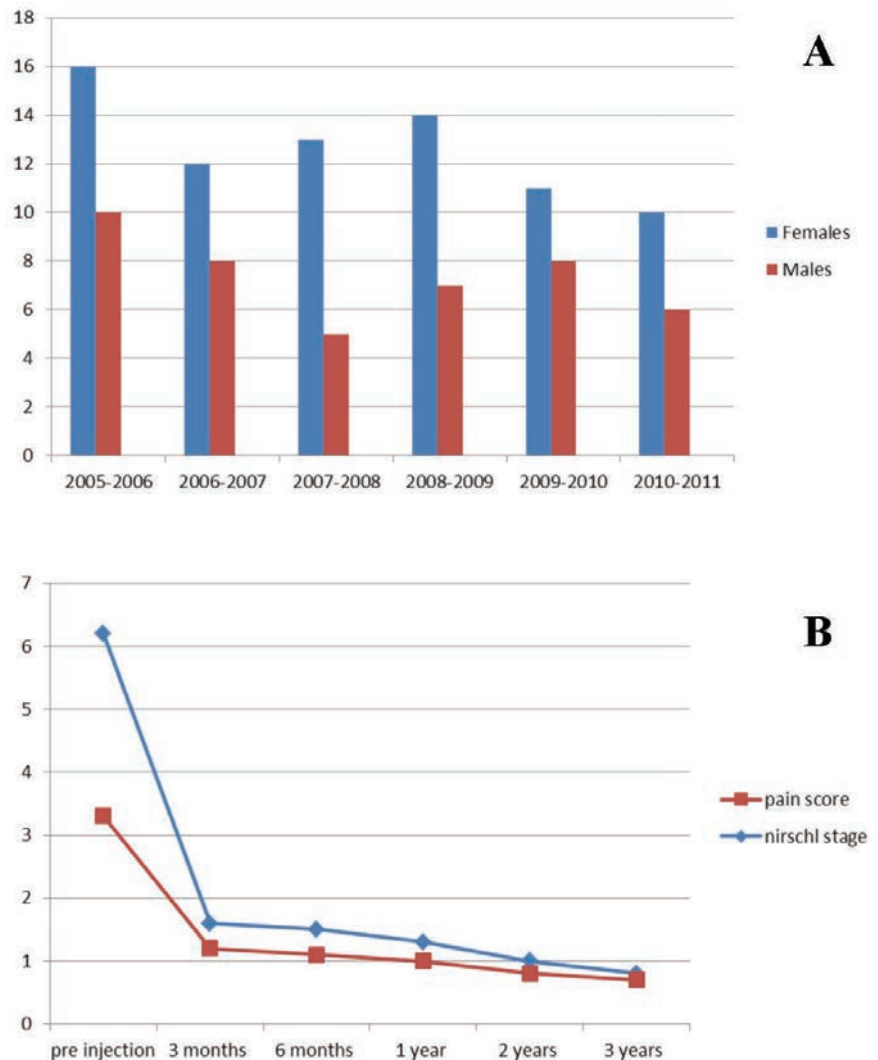 18
A
16
14
12
10
8
6
4
2
0
Females
Males
2005-2006 2006-2007 2007-2008 2008-2009 2009-2010 2010-2011
7
B
6
5
4
3
2
1
0
pain score
nirschl stage
pre injection 3 months 6 months 1 year 2 years 3 years